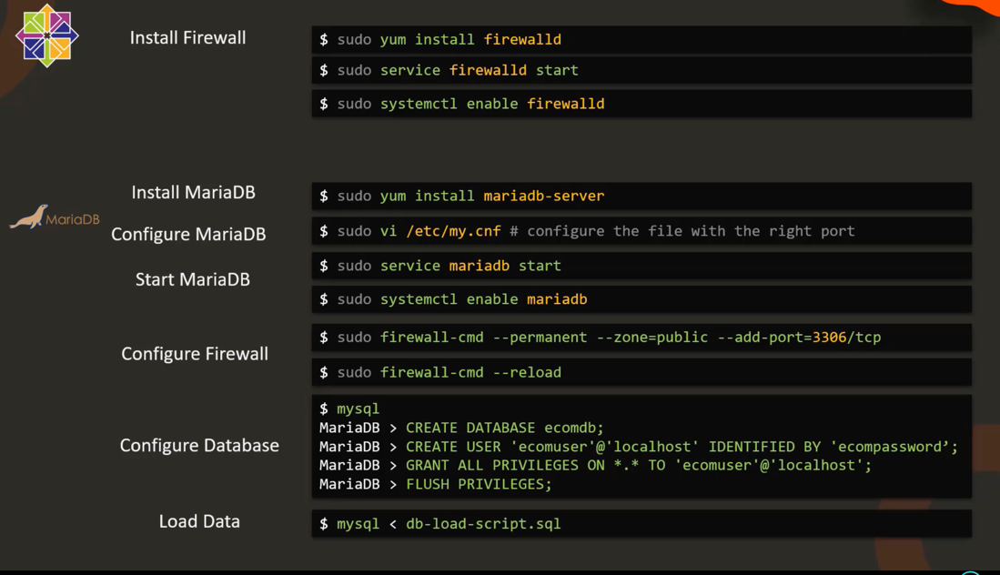 Install Firewall
$ sudo yum install firewalld
$ sudo service firewalld start
$ sudo systemctl enable firewalld
Install MariaDB
$ sudo yum install mariadb-server
MariaDB
Configure MariaDB
$ sudo vi /etc/my.cnf # configure the file with the right port
Start MariaDB
$ sudo service mariadb start
$ sudo systemctl enable mariadb
Configure Firewall
$ sudo firewall-cmd --permanent --zone=public --add-port=3306/tcp
$ sudo firewall-cmd --reload
Configure Database
$ mysql
MariaDB > CREATE DATABASE ecomdb;
MariaDB > CREATE USER 'ecomuser'@'localhost' IDENTIFIED BY 'ecompassword’;
MariaDB > GRANT ALL PRIVILEGES ON *.* TO 'ecomuser'@'localhost';
MariaDB > FLUSH PRIVILEGES;
Load Data
$ mysql < db-load-script.sql